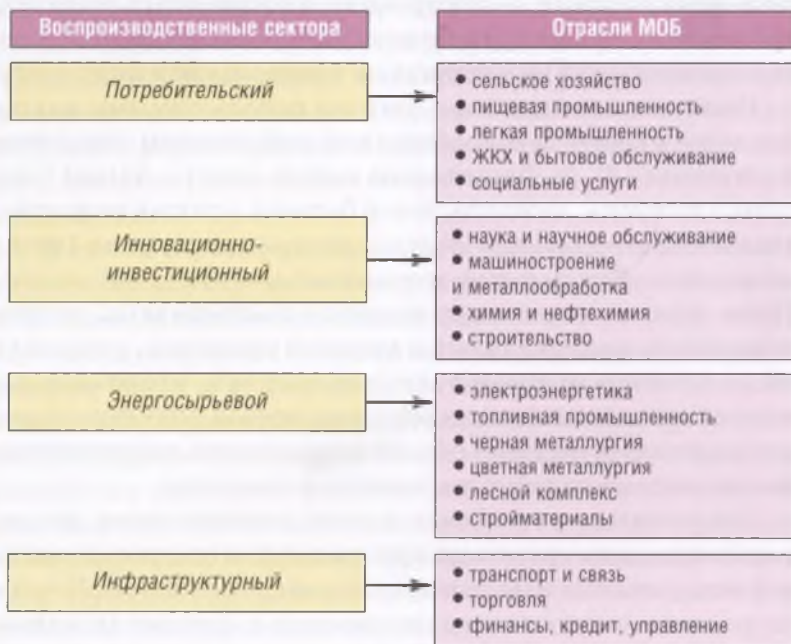 Воспроизводственные сектора
Отрасли МОБ
Потребительский
• сельское хозяйство
• пищевая промышленность
• легкая промышленность
• ЖКХ и бытовое обслуживание
• социальные услуги
Инновационно-
инвестиционный
• наука и научное обслуживание
• машиностроение
и металлообработка
• химия и нефтехимия
• строительство
Энергосырьевой
• электроэнергетика
• топливная промышленность
• черная металлургия
• цветная металлургия
• лесной комплекс
• стройматериалы
Инфраструктурный
• транспорт и связь
• торговля
• финансы, кредит, управление